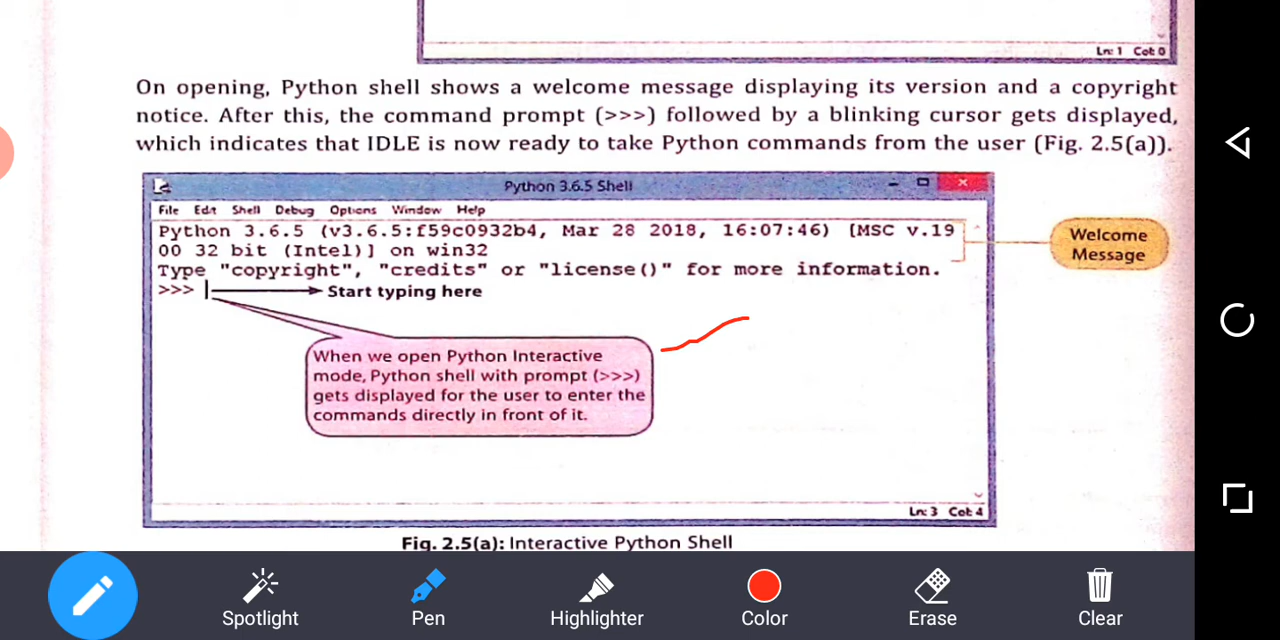 Ln: 1 Col: 0
On opening, Python shell shows a welcome message displaying its version and a copyright
notice. After this, the command prompt (>>>) followed by a blinking cursor gets displayed,
which indicates that IDLE is now ready to take Python commands from the user (Fig. 2.5(a)).
Python 3.6.5 Shell
File Edit Shell Debug Options Window Help
Python 3.6.5 (v3.6.5:f59c0932b4, Mar 28 2018, 16:07:46) [MSC v.19
00 32 bit (Intel)] on win32
Type "copyright", "credits" or "license()" for more information.
>>> Start typing here
Welcome
Message
When we open Python Interactive
mode, Python shell with prompt (>>>)
gets displayed for the user to enter the
commands directly in front of it.
Ln: 3 Col: 4
Fig. 2.5(a): Interactive Python Shell
Spotlight Pen Highlighter Color Erase Clear